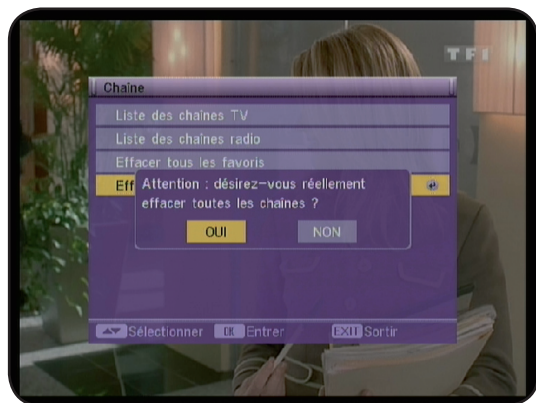 TF1
Chaîne
Liste des chaînes TV
Liste des chaînes radio
Effacer tous les favoris
Eff
Attention : désirez-vous réellement
effacer toutes les chaînes ?
OUI NON
Sélectionner OK Entrer EXIT Sortir